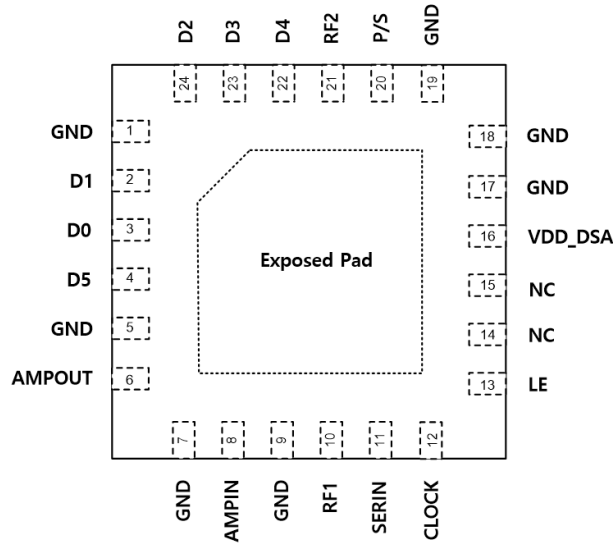 D2
D3
D4
RF2
P/S
GND
24
23
22
21
20
19
GND 1
D1 2
D0 3
D5 4
GND 5
AMPOUT 6
Exposed Pad
18 GND
17 GND
16 VDD_DSA
15 NC
14 NC
13 LE
7
8
9
10
11
12
GND
AMPIN
GND
RF1
SERIN
CLOCK